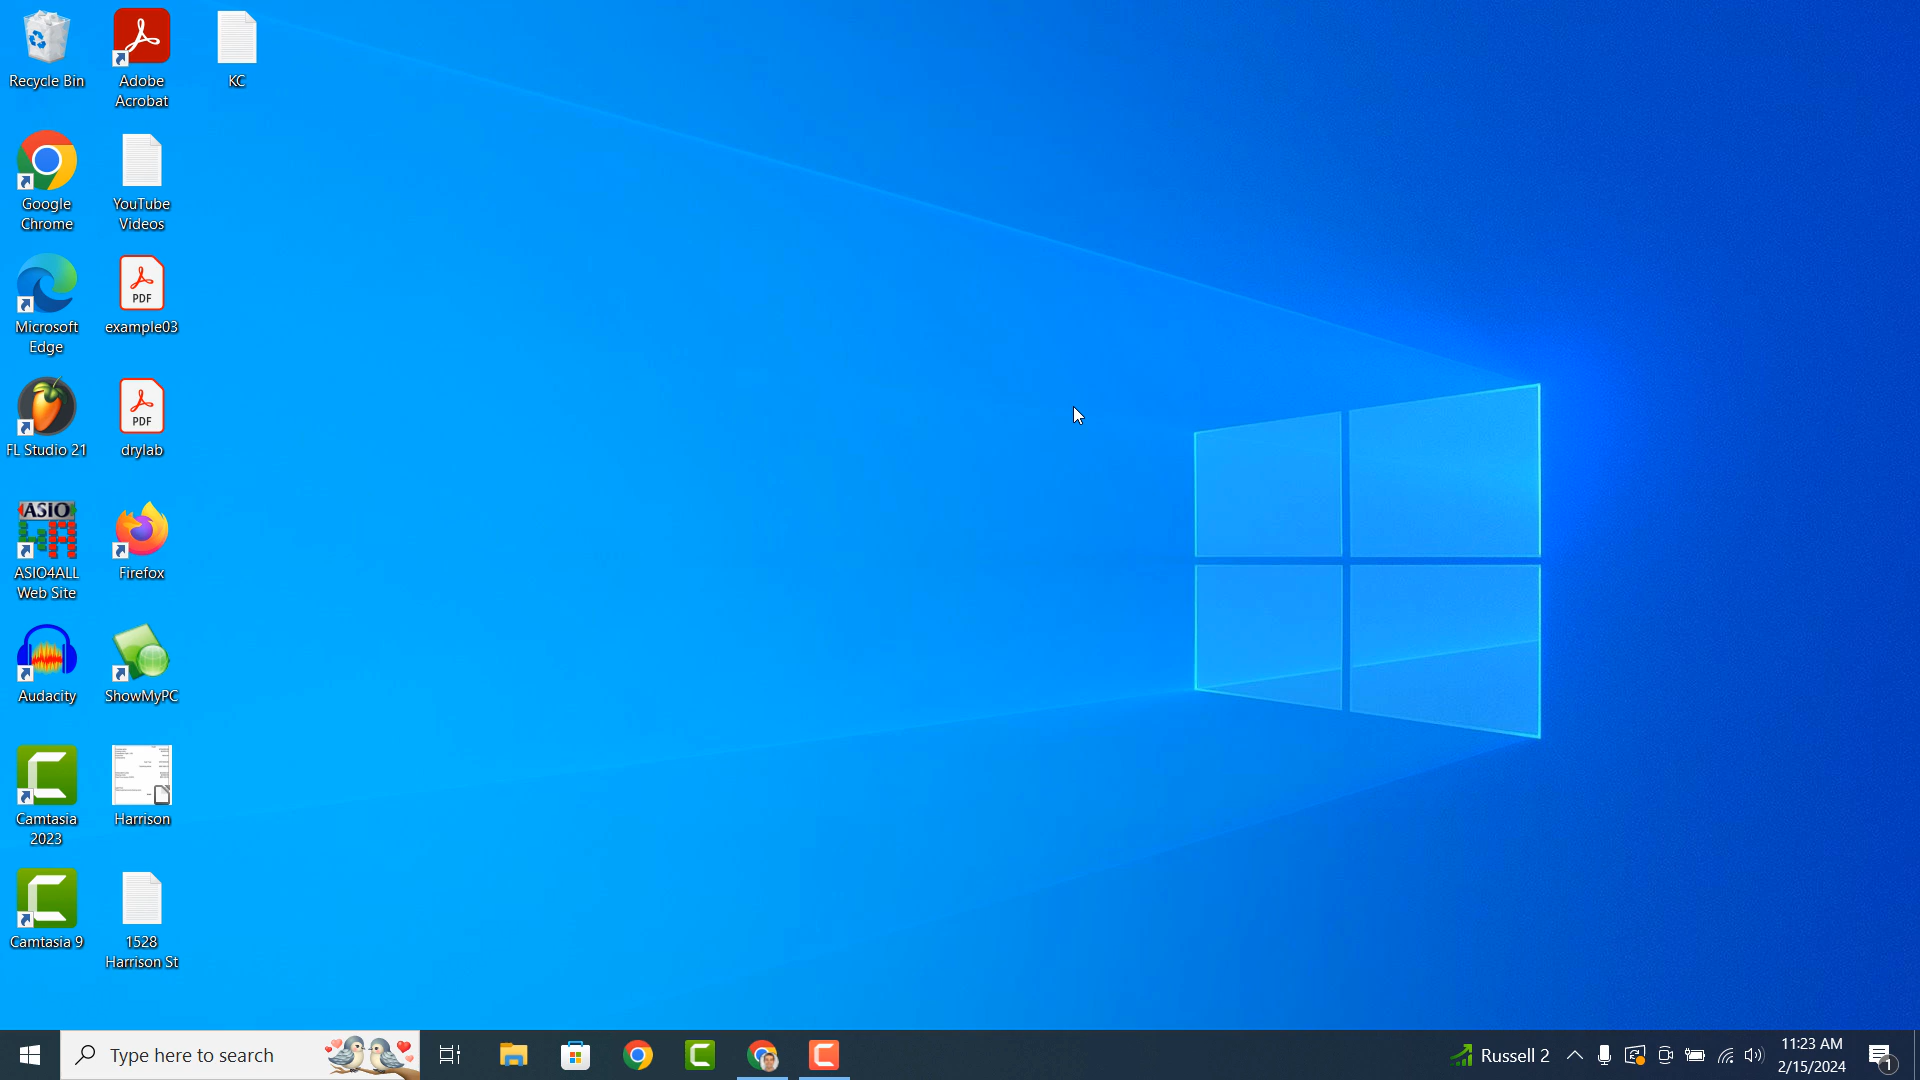 Recycle Bin
Adobe
Acrobat
KC
Google
Chrome
YouTube
Videos
Microsoft
Edge
PDF
example03
FL Studio 21
PDF
drylab
ASIO
4A
ASIO4ALL
Web Site
Firefox
Audacity
ShowMyPC
Camtasia
2023
Harrison
Camtasia 9
1528
Harrison St
Type here to search
Russell 2
11:23 AM
2/15/2024
1